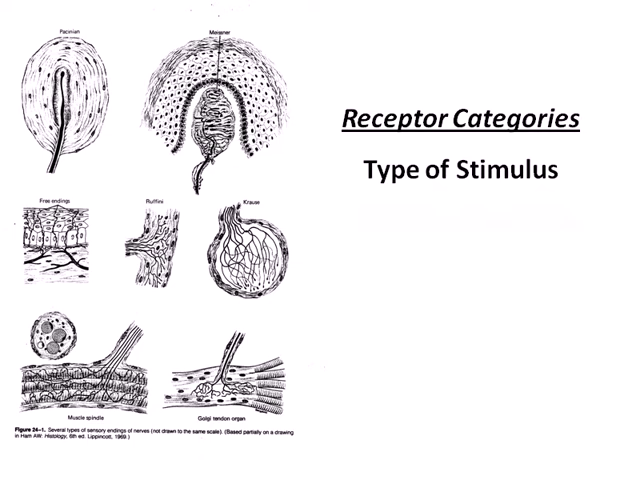 Pacinian
Meissner
Receptor Categories
Type of Stimulus
Free endings
Ruffini
Krause
Muscle spindle
Golgi tendon organ
Figure 24–1. Several types of sensory endings of nerves (not drawn to the same scale). (Based partially on a drawing
in Ham AW: Histology, 6th ed. Lippincott, 1969.)